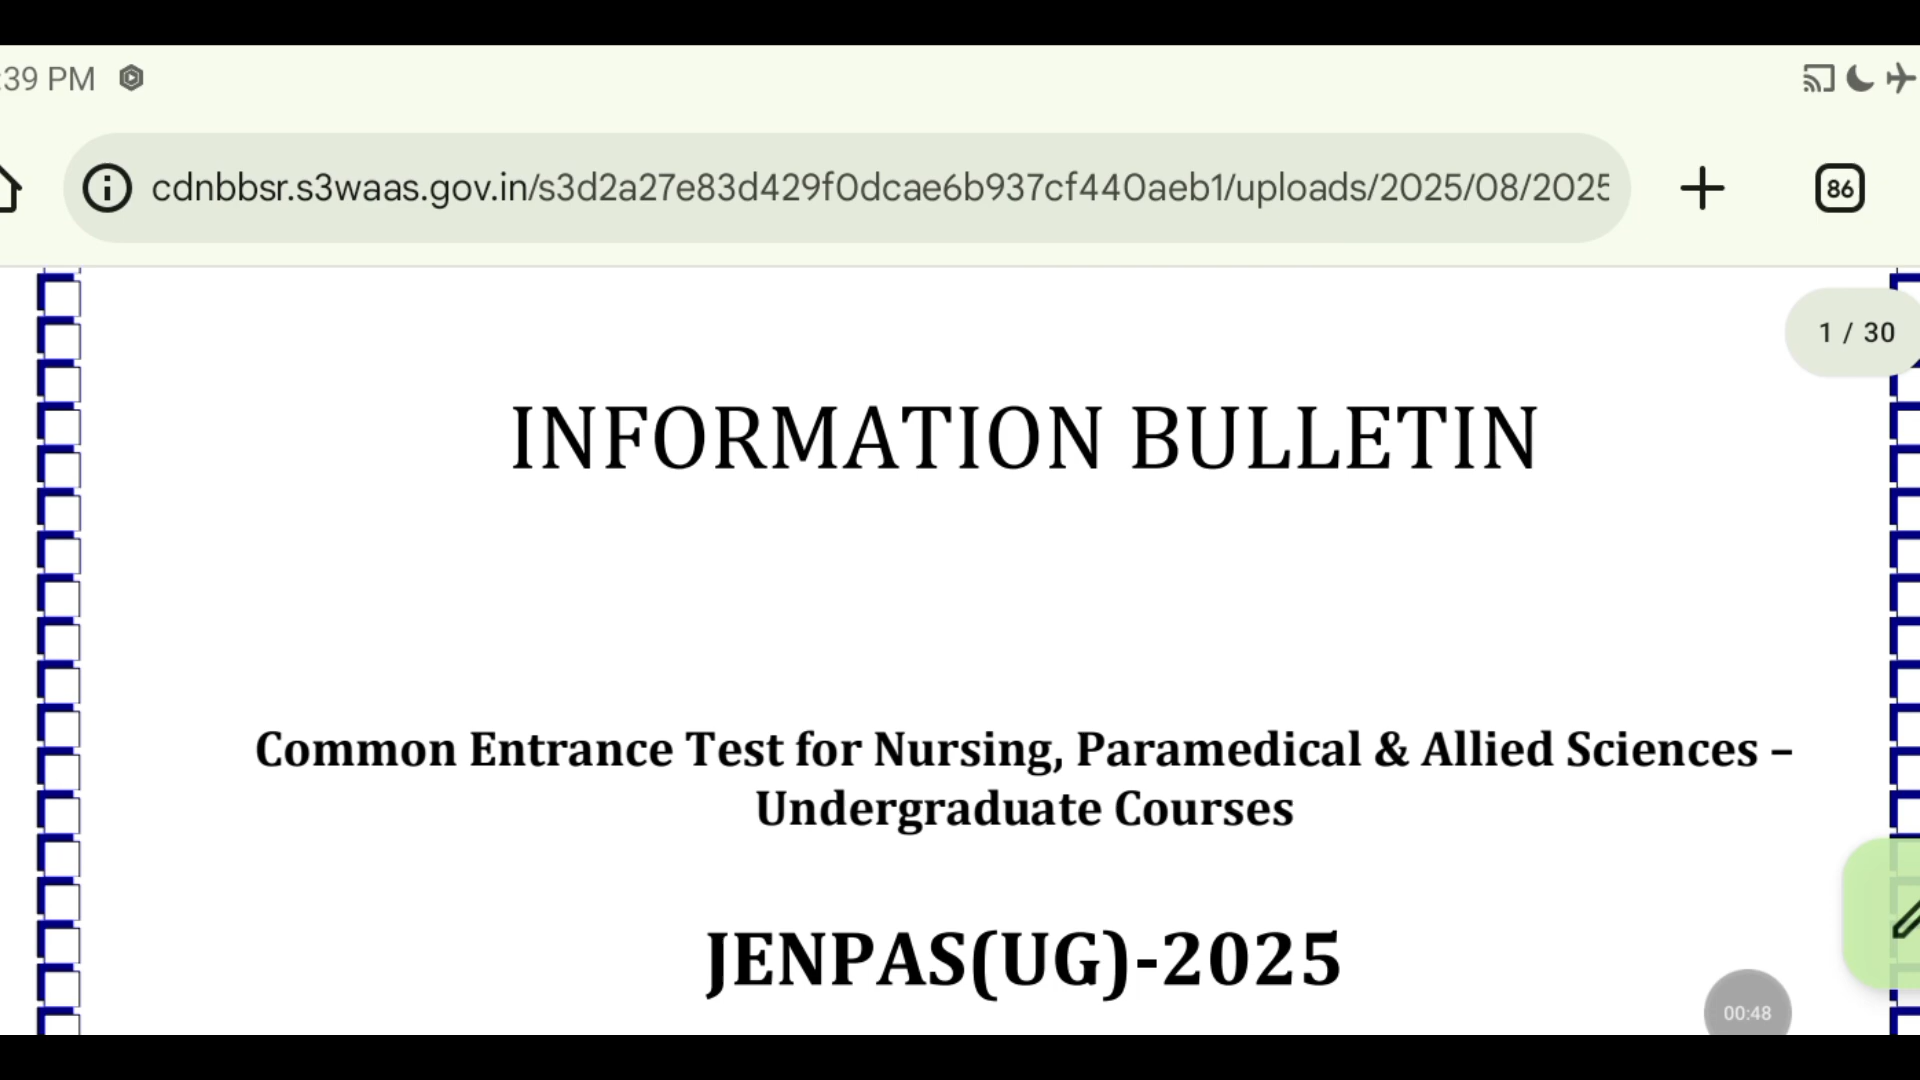 :39 PM
cdnbbsr.s3waas.gov.in/s3d2a27e83d429f0dcae6b937cf440aeb1/uploads/2025/08/2025
86
1 / 30
INFORMATION BULLETIN
Common Entrance Test for Nursing, Paramedical & Allied Sciences –
Undergraduate Courses
JENPAS(UG)-2025
00:48